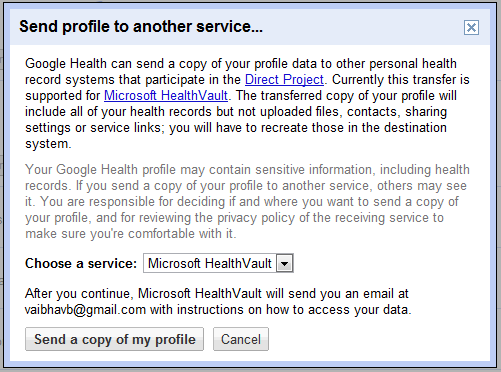 Send profile to another service...
Google Health can send a copy of your profile data to other personal health
record systems that participate in the Direct Project. Currently this transfer is
supported for Microsoft HealthVault. The transferred copy of your profile will
include all of your health records but not uploaded files, contacts, sharing
settings or service links; you will have to recreate those in the destination
system.
Your Google Health profile may contain sensitive information, including health
records. If you send a copy of your profile to another service, others may see
it. You are responsible for deciding if and where you want to send a copy of
your profile, and for reviewing the privacy policy of the receiving service to
make sure you're comfortable with it.
Choose a service: Microsoft HealthVault
After you continue, Microsoft HealthVault will send you an email at
vaibhavb@gmail.com with instructions on how to access your data.
Send a copy of my profile Cancel